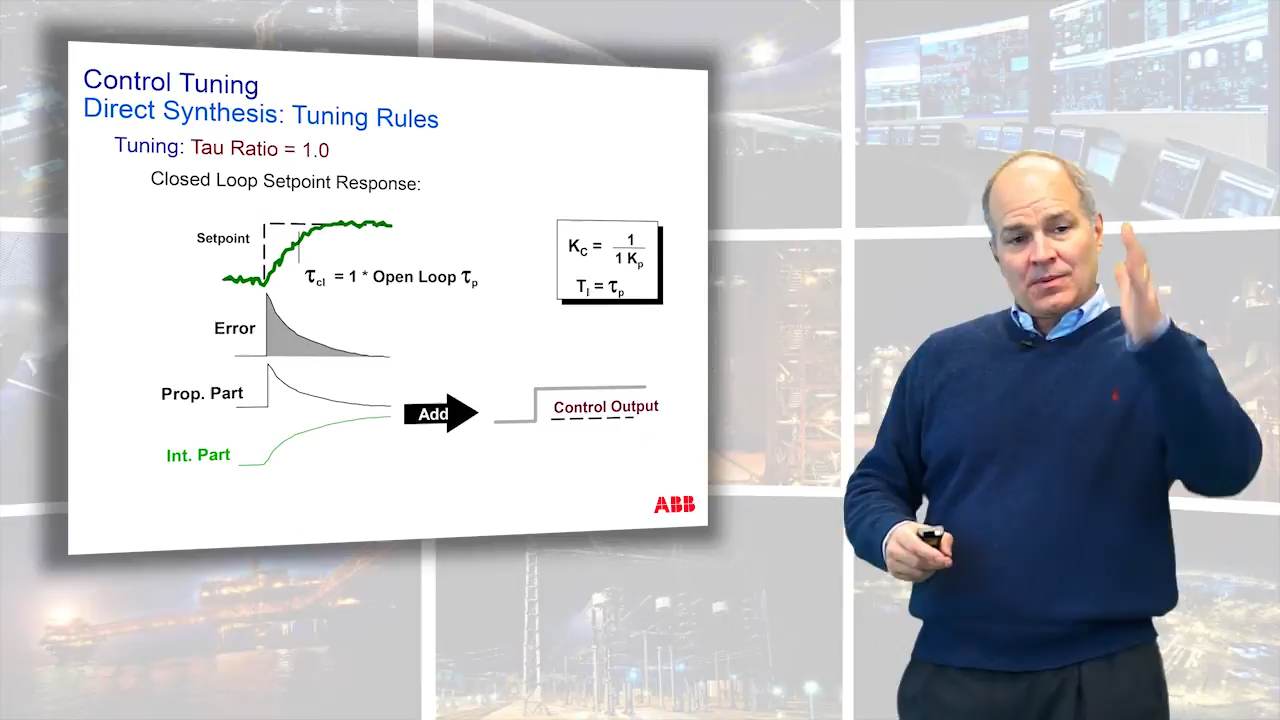 Control Tuning
Direct Synthesis: Tuning Rules
Tuning: Tau Ratio = 1.0
Closed Loop Setpoint Response:
Setpoint
τcl = 1 * Open Loop τp
KC = 1 / 1 Kp
TI = τp
Error
Prop. Part
Add
Control Output
Int. Part
ABB